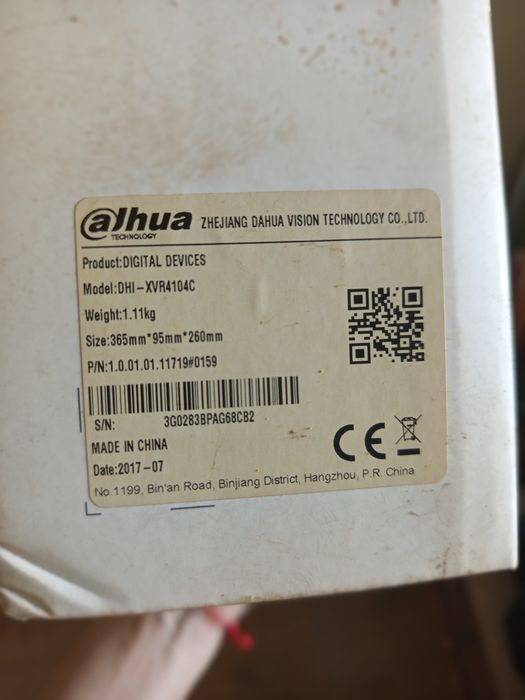 alhua ZHEJIANG DAHUA VISION TECHNOLOGY CO.,LTD.
TECHNOLOGY
Product:DIGITAL DEVICES
Model:DHI-XVR4104C
Weight:1.11kg
Size:365mm*95mm*260mm
P/N:1.0.01.01.11719#0159
S/N: 3G0283BPAG68CB2
MADE IN CHINA
Date:2017-07
CE
No.1199, Bin'an Road, Binjiang District, Hangzhou, P.R. China